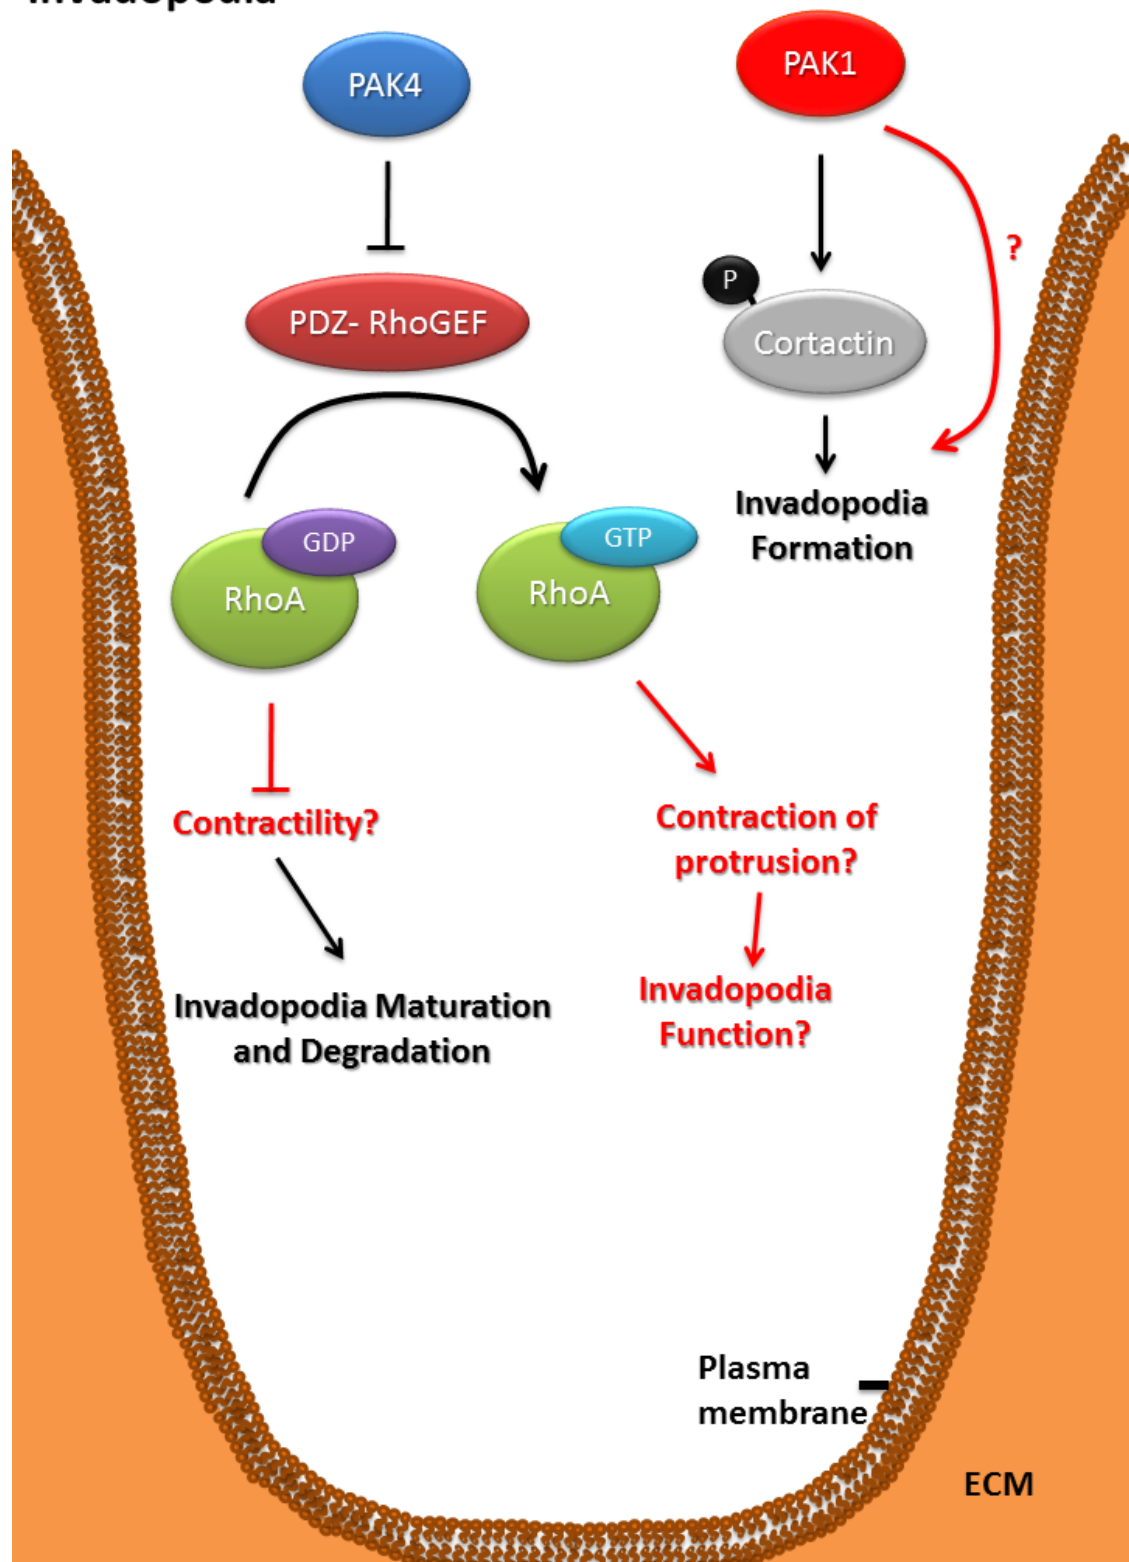 Invadopodia
PAK4
PAK1
?
P
PDZ- RhoGEF
Cortactin
Invadopodia
Formation
GDP
RhoA
GTP
RhoA
Contractility?
Contraction of
protrusion?
Invadopodia Maturation
and Degradation
Invadopodia
Function?
Plasma
membrane
ECM